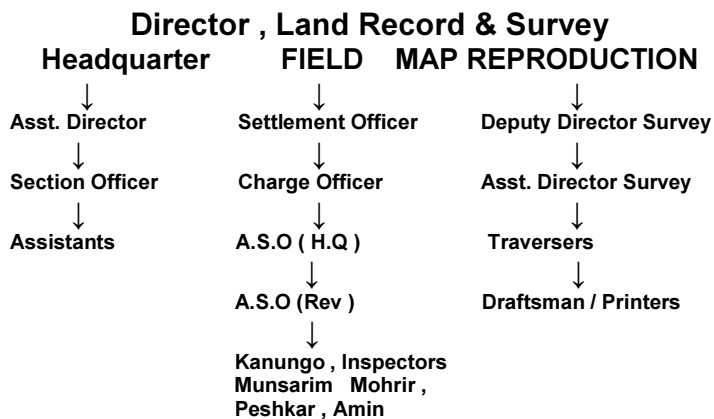 Director , Land Record & Survey
Headquarter FIELD MAP REPRODUCTION
↓ ↓ ↓
Asst. Director Settlement Officer Deputy Director Survey
↓ ↓ ↓
Section Officer Charge Officer Asst. Director Survey
↓ ↓ ↓
Assistants A.S.O ( H.Q ) Traversers
↓ ↓
A.S.O (Rev ) Draftsman / Printers
↓
Kanungo , Inspectors
Munsarim Mohrir ,
Peshkar , Amin